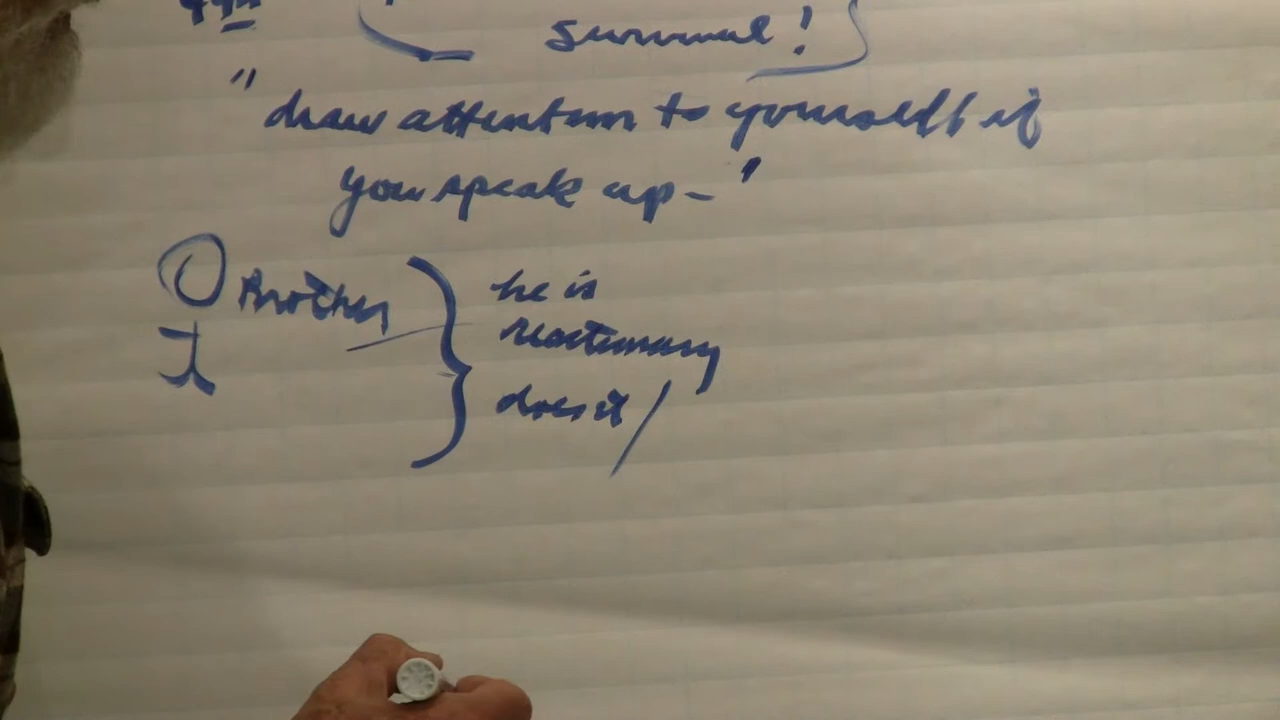 survival!
"draw attention to yourself if
you speak up-"
Brother
he is
reactionary
does it/